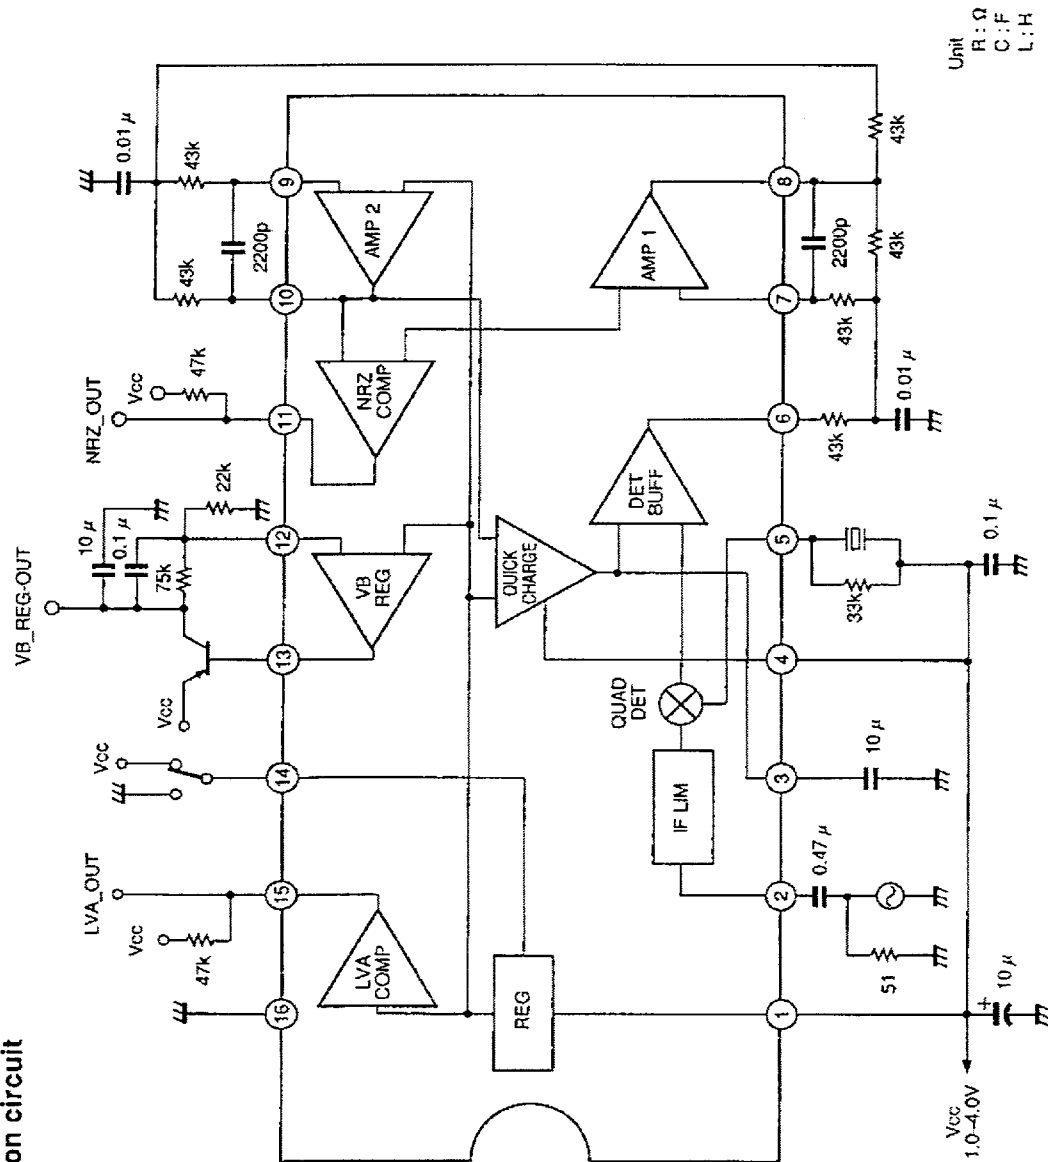 on circuit
Unit
R : Ω
C : F
L : H
0.01 μ
43k
43k
2200p
9
10
AMP 2
AMP 1
8
7
43k
2200p
43k
43k
NRZ_OUT
Vcc
47k
11
NRZ
COMP
6
43k
0.01 μ
VB_REG-OUT
10 μ
0.1 μ
22k
75k
12
VB
REG
QUICK
CHARGE
DET
BUFF
5
33k
0.1 μ
Vcc
13
4
QUAD
DET
Vcc
14
IF LIM
3
10 μ
LVA_OUT
Vcc
47k
15
LVA
COMP
2
0.47 μ
51
16
REG
1
+
10 μ
Vcc
1.0~4.0V